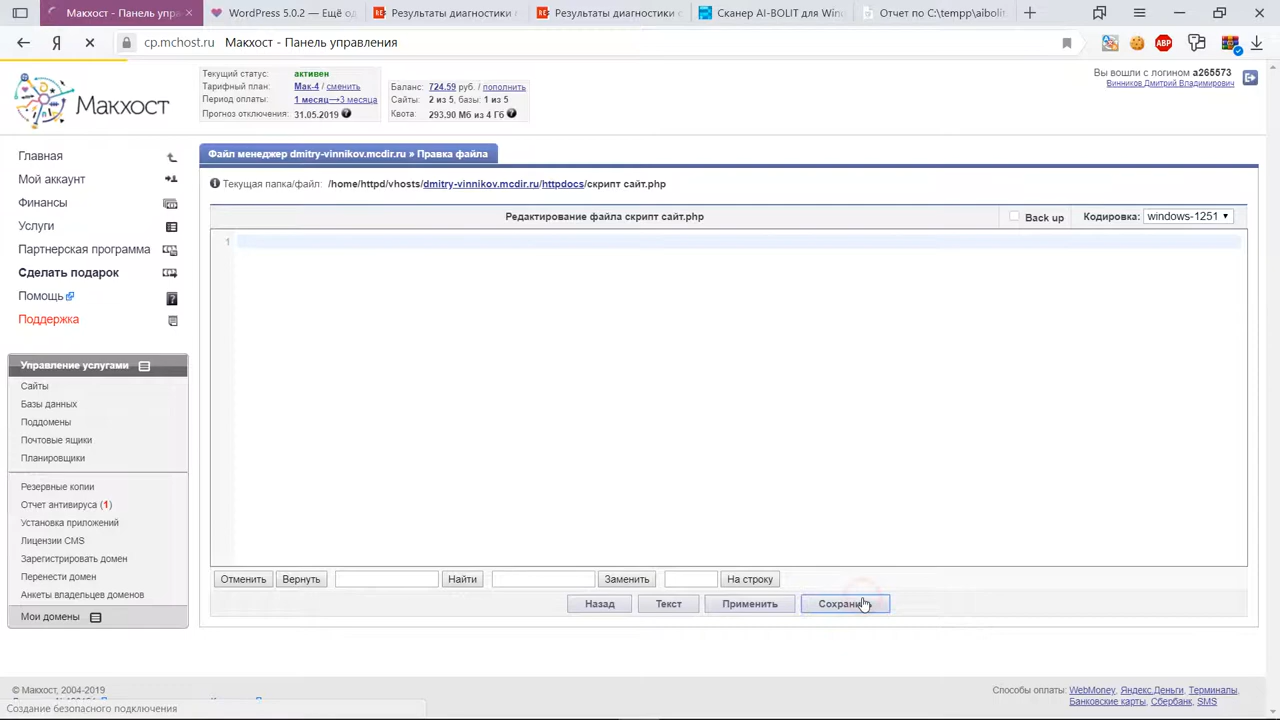 Макхост - Панель упра
WordPress 5.0.2 — Ещё од
Результаты диагностики
Результаты диагностики с
Сканер AI-BOLIT для Win
Отчет по C:\tempp\aiboli
Я
cp.mchost.ru Макхост - Панель управления
ABP
Макхост
Текущий статус: активен
Тарифный план: Мак-4 / сменить
Период оплаты: 1 месяц→3 месяца
Прогноз отключения: 31.05.2019
Баланс: 724.59 руб. / пополнить
Сайты: 2 из 5, базы: 1 из 5
Квота: 293.90 Мб из 4 Гб
Вы вошли с логином a265573
Винников Дмитрий Владимирович
Главная
Мой аккаунт
Финансы
Услуги
Партнерская программа
Сделать подарок
Помощь
Поддержка
Управление услугами
Сайты
Базы данных
Поддомены
Почтовые ящики
Планировщики
Резервные копии
Отчет антивируса (1)
Установка приложений
Лицензии CMS
Зарегистрировать домен
Перенести домен
Анкеты владельцев доменов
Мои домены
Файл менеджер dmitry-vinnikov.mcdir.ru » Правка файла
Текущая папка/файл: /home/httpd/vhosts/dmitry-vinnikov.mcdir.ru/httpdocs/скрипт сайт.php
Редактирование файла скрипт сайт.php
Back up
Кодировка: windows-1251
1
Отменить Вернуть Найти Заменить На строку
Назад Текст Применить Сохранить
© Макхост, 2004-2019
Способы оплаты: WebMoney, Яндекс.Деньги, Терминалы,
Банковские карты, Сбербанк, SMS
Создание безопасного подключения